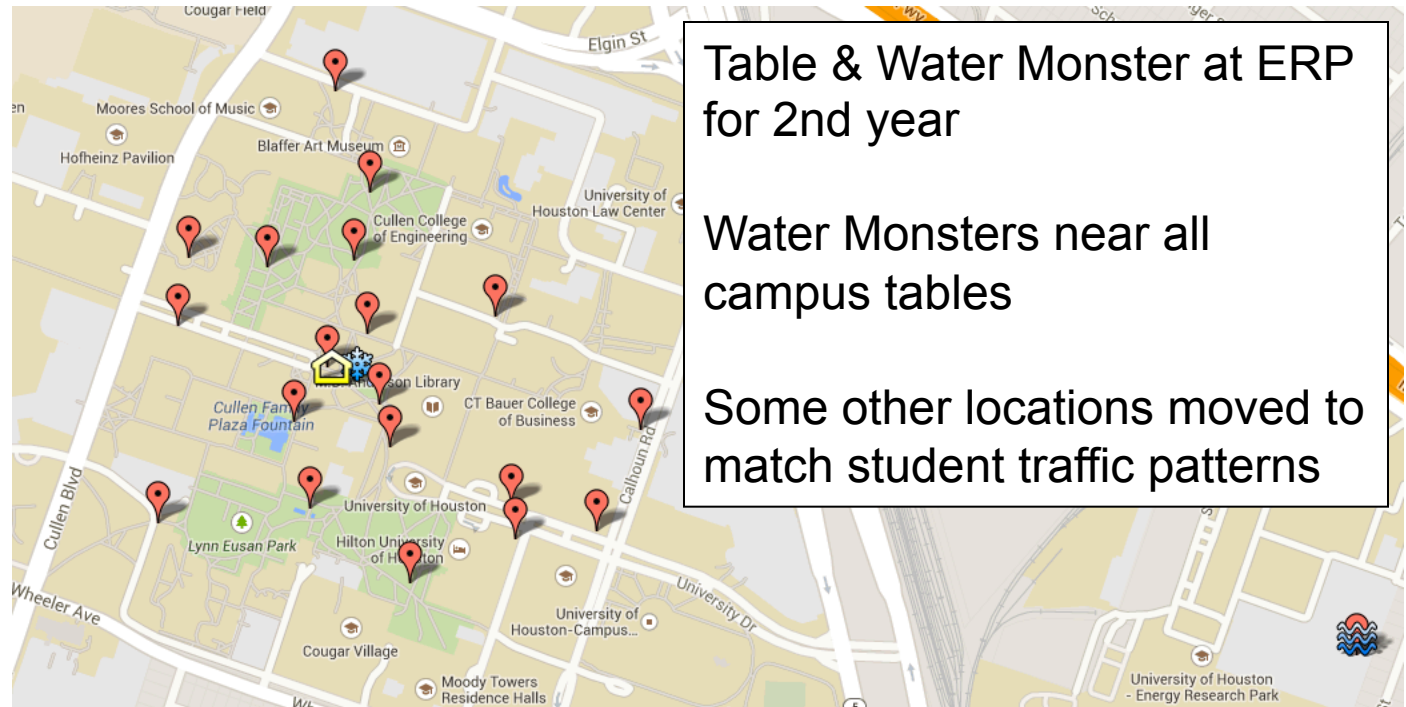 Cougar Field
Elgin St
Moores School of Music
Hofheinz Pavilion
Blaffer Art Museum
University of
Houston Law Center
Cullen College
of Engineering
Table & Water Monster at ERP
for 2nd year
Water Monsters near all
campus tables
Some other locations moved to
match student traffic patterns
Library
CT Bauer College
of Business
Cullen Family
Plaza Fountain
Calhoun Rd
Cullen Blvd
University of Houston
Lynn Eusan Park
Hilton University
of Houston
University Dr
Wheeler Ave
University of
Houston-Campus...
Cougar Village
Moody Towers
Residence Halls
University of Houston
- Energy Research Park
5